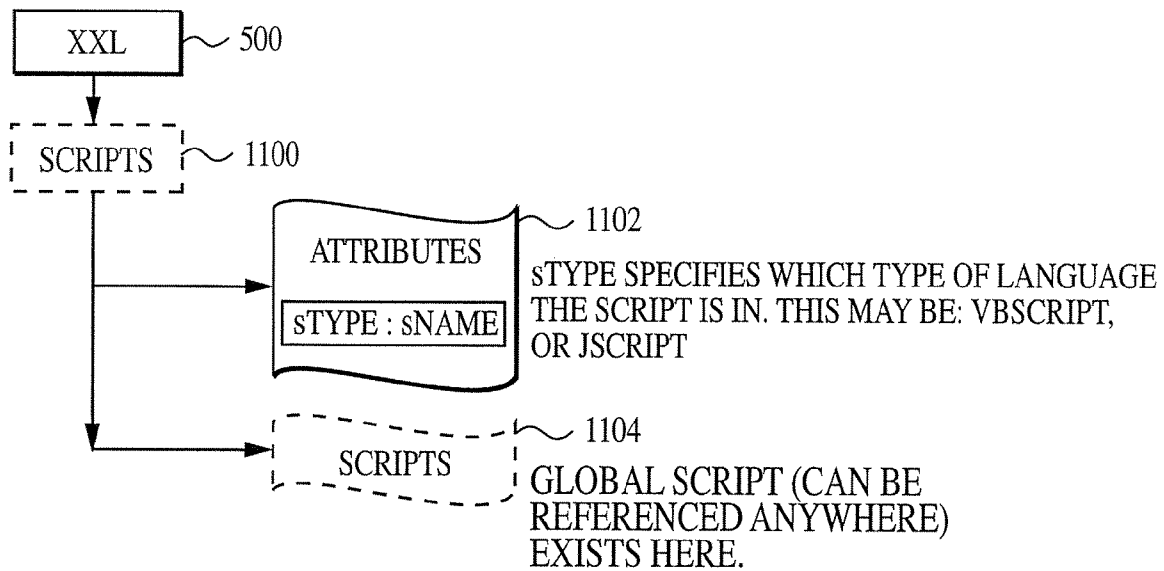 XXL
500
SCRIPTS
1100
1102
ATTRIBUTES
sTYPE : sNAME
sTYPE SPECIFIES WHICH TYPE OF LANGUAGE
THE SCRIPT IS IN. THIS MAY BE: VBSCRIPT,
OR JSCRIPT
1104
SCRIPTS
GLOBAL SCRIPT (CAN BE
REFERENCED ANYWHERE)
EXISTS HERE.